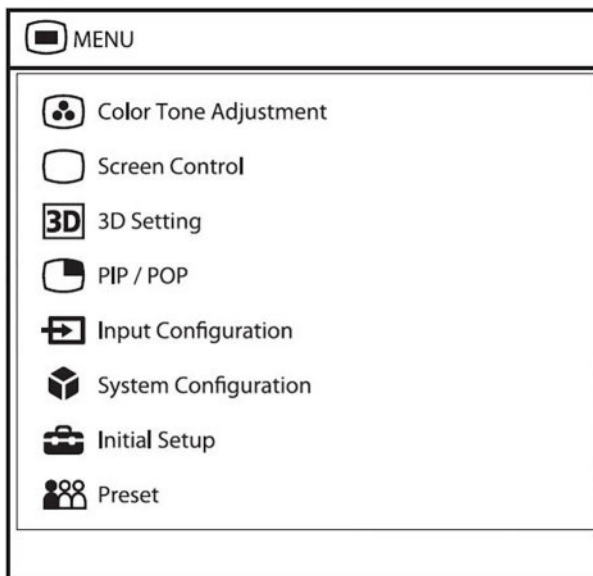 MENU
Color Tone Adjustment
Screen Control
3D 3D Setting
PIP / POP
Input Configuration
System Configuration
Initial Setup
Preset